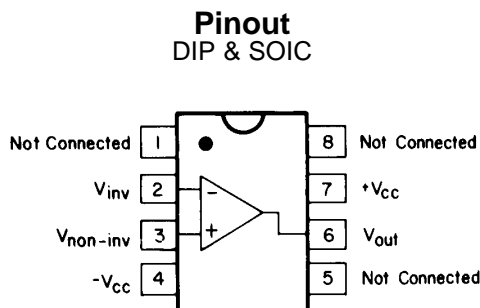 Pinout
DIP & SOIC
Not Connected 1
8 Not Connected
Vinv 2
−
7 +Vcc
Vnon-inv 3
+
6 Vout
-Vcc 4
5 Not Connected